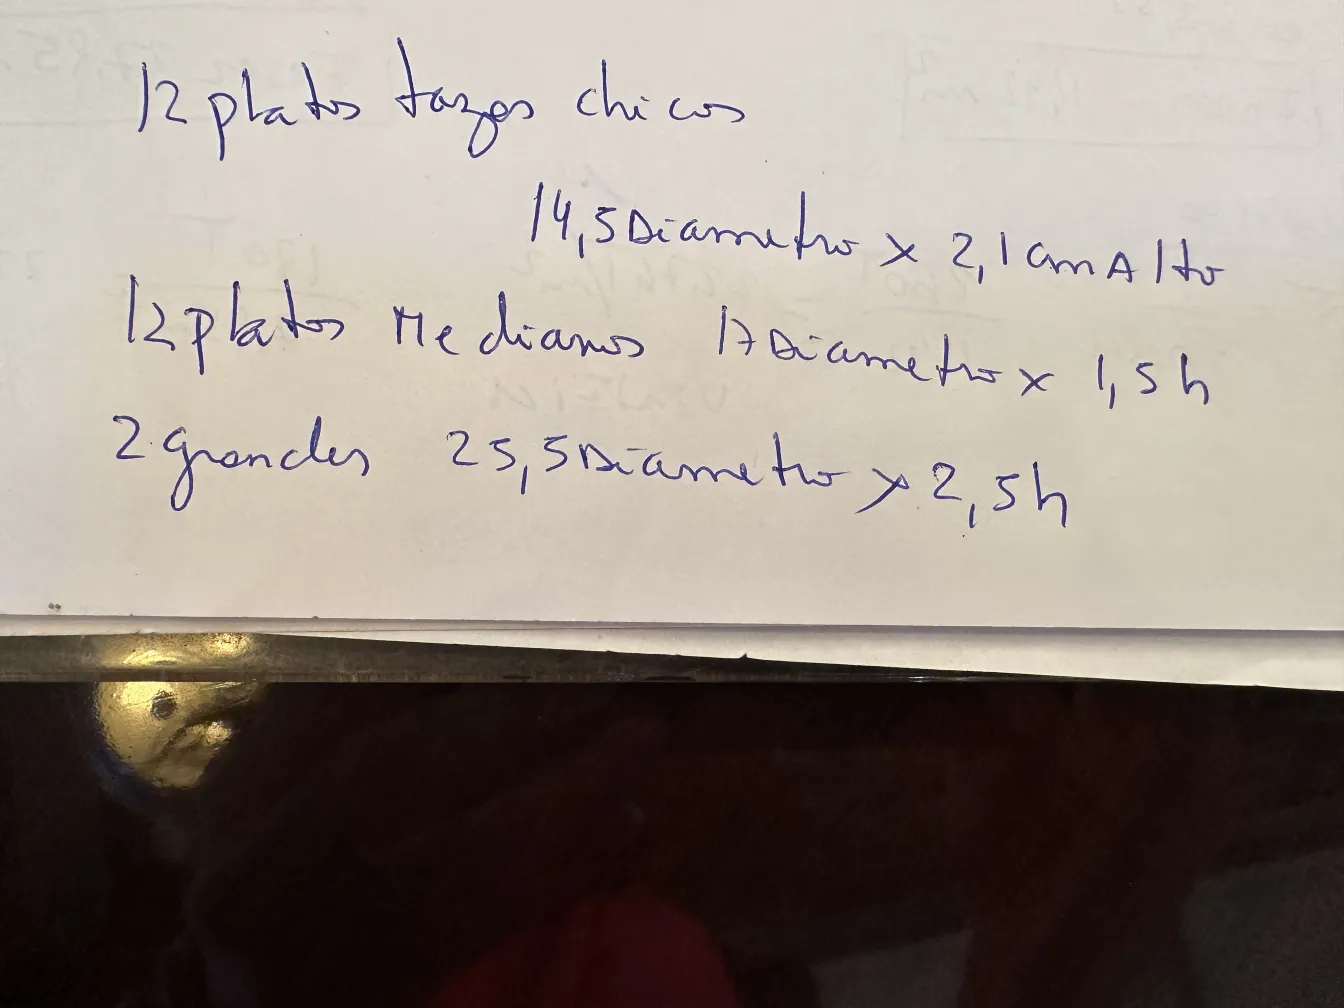 12 platos tazas chicos
14,5 Diametro x 2,1 cm Alto
12 platos Medianos 17 Diametro x 1,5 h
2 grandes 25,5 Diametro x 2,5 h